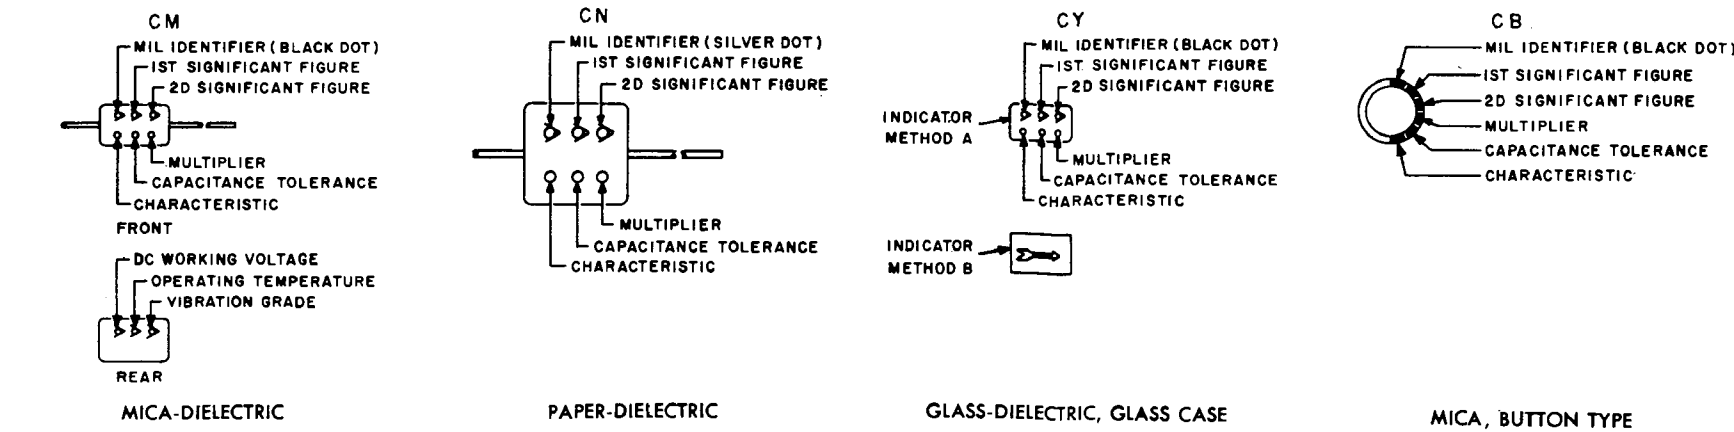 CM
MIL IDENTIFIER (BLACK DOT)
1ST SIGNIFICANT FIGURE
2D SIGNIFICANT FIGURE
MULTIPLIER
CAPACITANCE TOLERANCE
CHARACTERISTIC
FRONT
DC WORKING VOLTAGE
OPERATING TEMPERATURE
VIBRATION GRADE
REAR
MICA-DIELECTRIC
CN
MIL IDENTIFIER (SILVER DOT)
1ST SIGNIFICANT FIGURE
2D SIGNIFICANT FIGURE
MULTIPLIER
CAPACITANCE TOLERANCE
CHARACTERISTIC
PAPER-DIELECTRIC
CY
MIL IDENTIFIER (BLACK DOT)
1ST SIGNIFICANT FIGURE
2D SIGNIFICANT FIGURE
INDICATOR
METHOD A
MULTIPLIER
CAPACITANCE TOLERANCE
CHARACTERISTIC
INDICATOR
METHOD B
GLASS-DIELECTRIC, GLASS CASE
CB
MIL IDENTIFIER (BLACK DOT)
1ST SIGNIFICANT FIGURE
2D SIGNIFICANT FIGURE
MULTIPLIER
CAPACITANCE TOLERANCE
CHARACTERISTIC
MICA, BUTTON TYPE